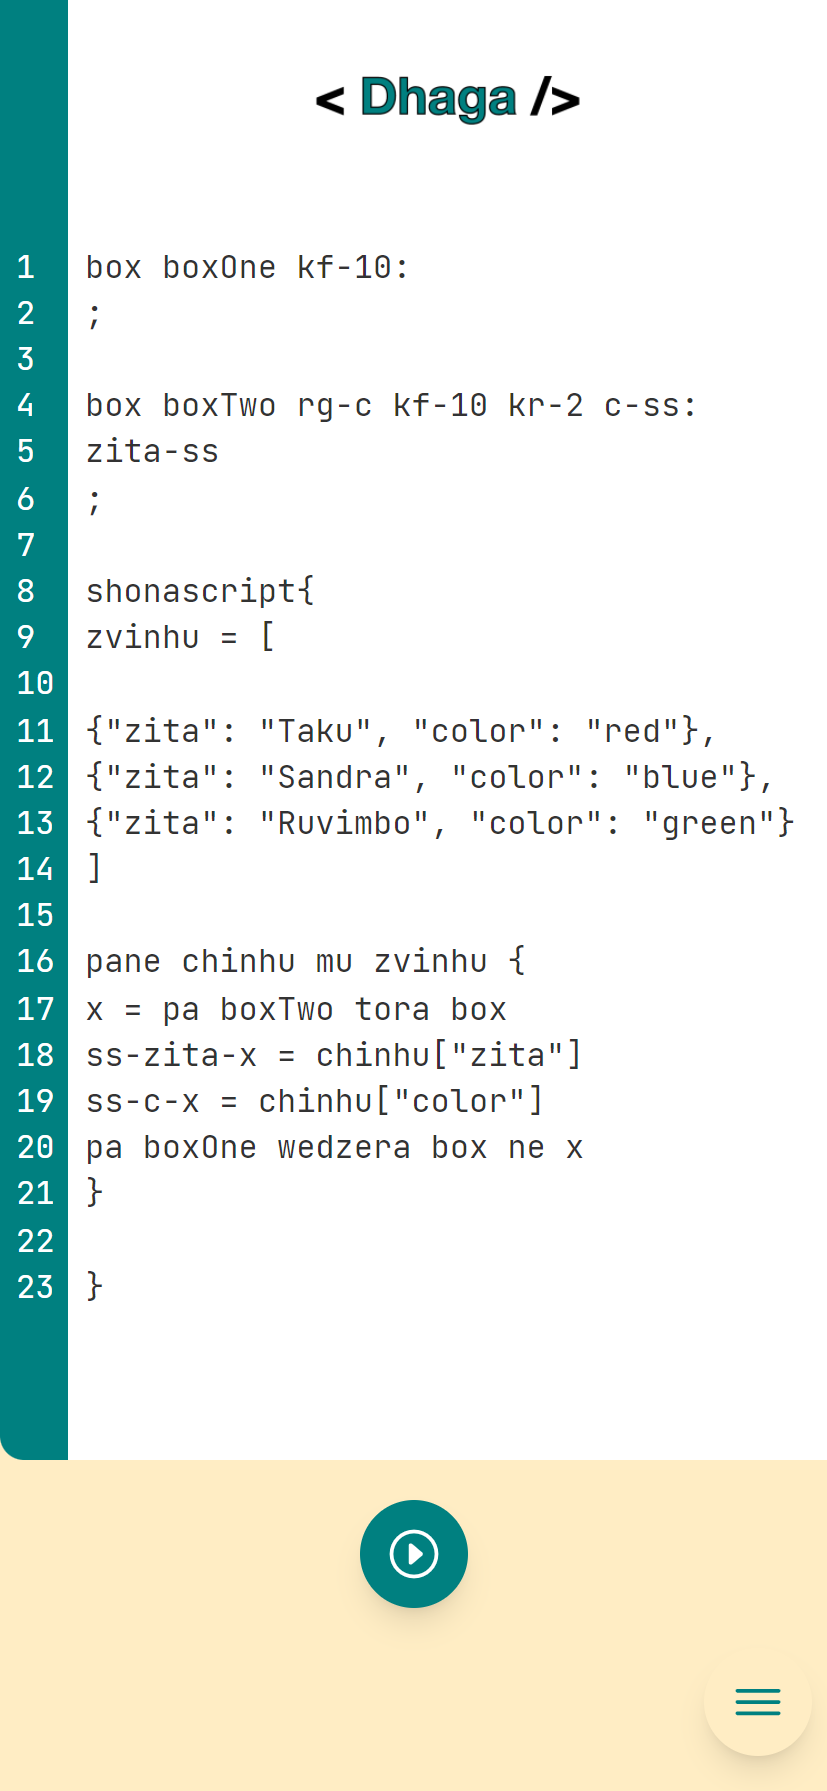 < Dhaga />
1 box boxOne kf-10:
2 ;
3
4 box boxTwo rg-c kf-10 kr-2 c-ss:
5 zita-ss
6 ;
7
8 shonascript{
9 zvinhu = [
10
11 {"zita": "Taku", "color": "red"},
12 {"zita": "Sandra", "color": "blue"},
13 {"zita": "Ruvimbo", "color": "green"}
14 ]
15
16 pane chinhu mu zvinhu {
17 x = pa boxTwo tora box
18 ss-zita-x = chinhu["zita"]
19 ss-c-x = chinhu["color"]
20 pa boxOne wedzera box ne x
21 }
22
23 }